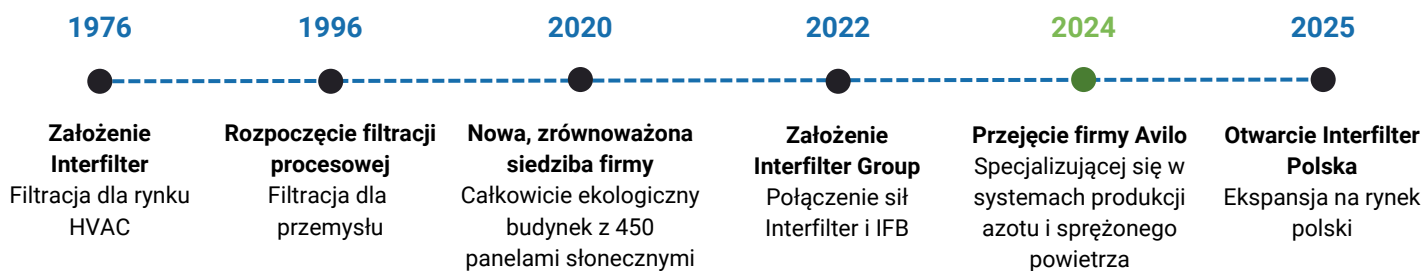 1976
Założenie
Interfilter
Filtracja dla rynku
HVAC
1996
Rozpoczęcie filtracji
procesowej
Filtracja dla
przemysłu
2020
Nowa, zrównoważona
siedziba firmy
Całkowicie ekologiczny
budynek z 450
panelami słonecznymi
2022
Założenie
Interfilter Group
Połączenie sił
Interfilter i IFB
2024
Przejęcie firmy Avilo
Specjalizującej się w
systemach produkcji
azotu i sprężonego
powietrza
2025
Otwarcie Interfilter
Polska
Ekspansja na rynek
polski